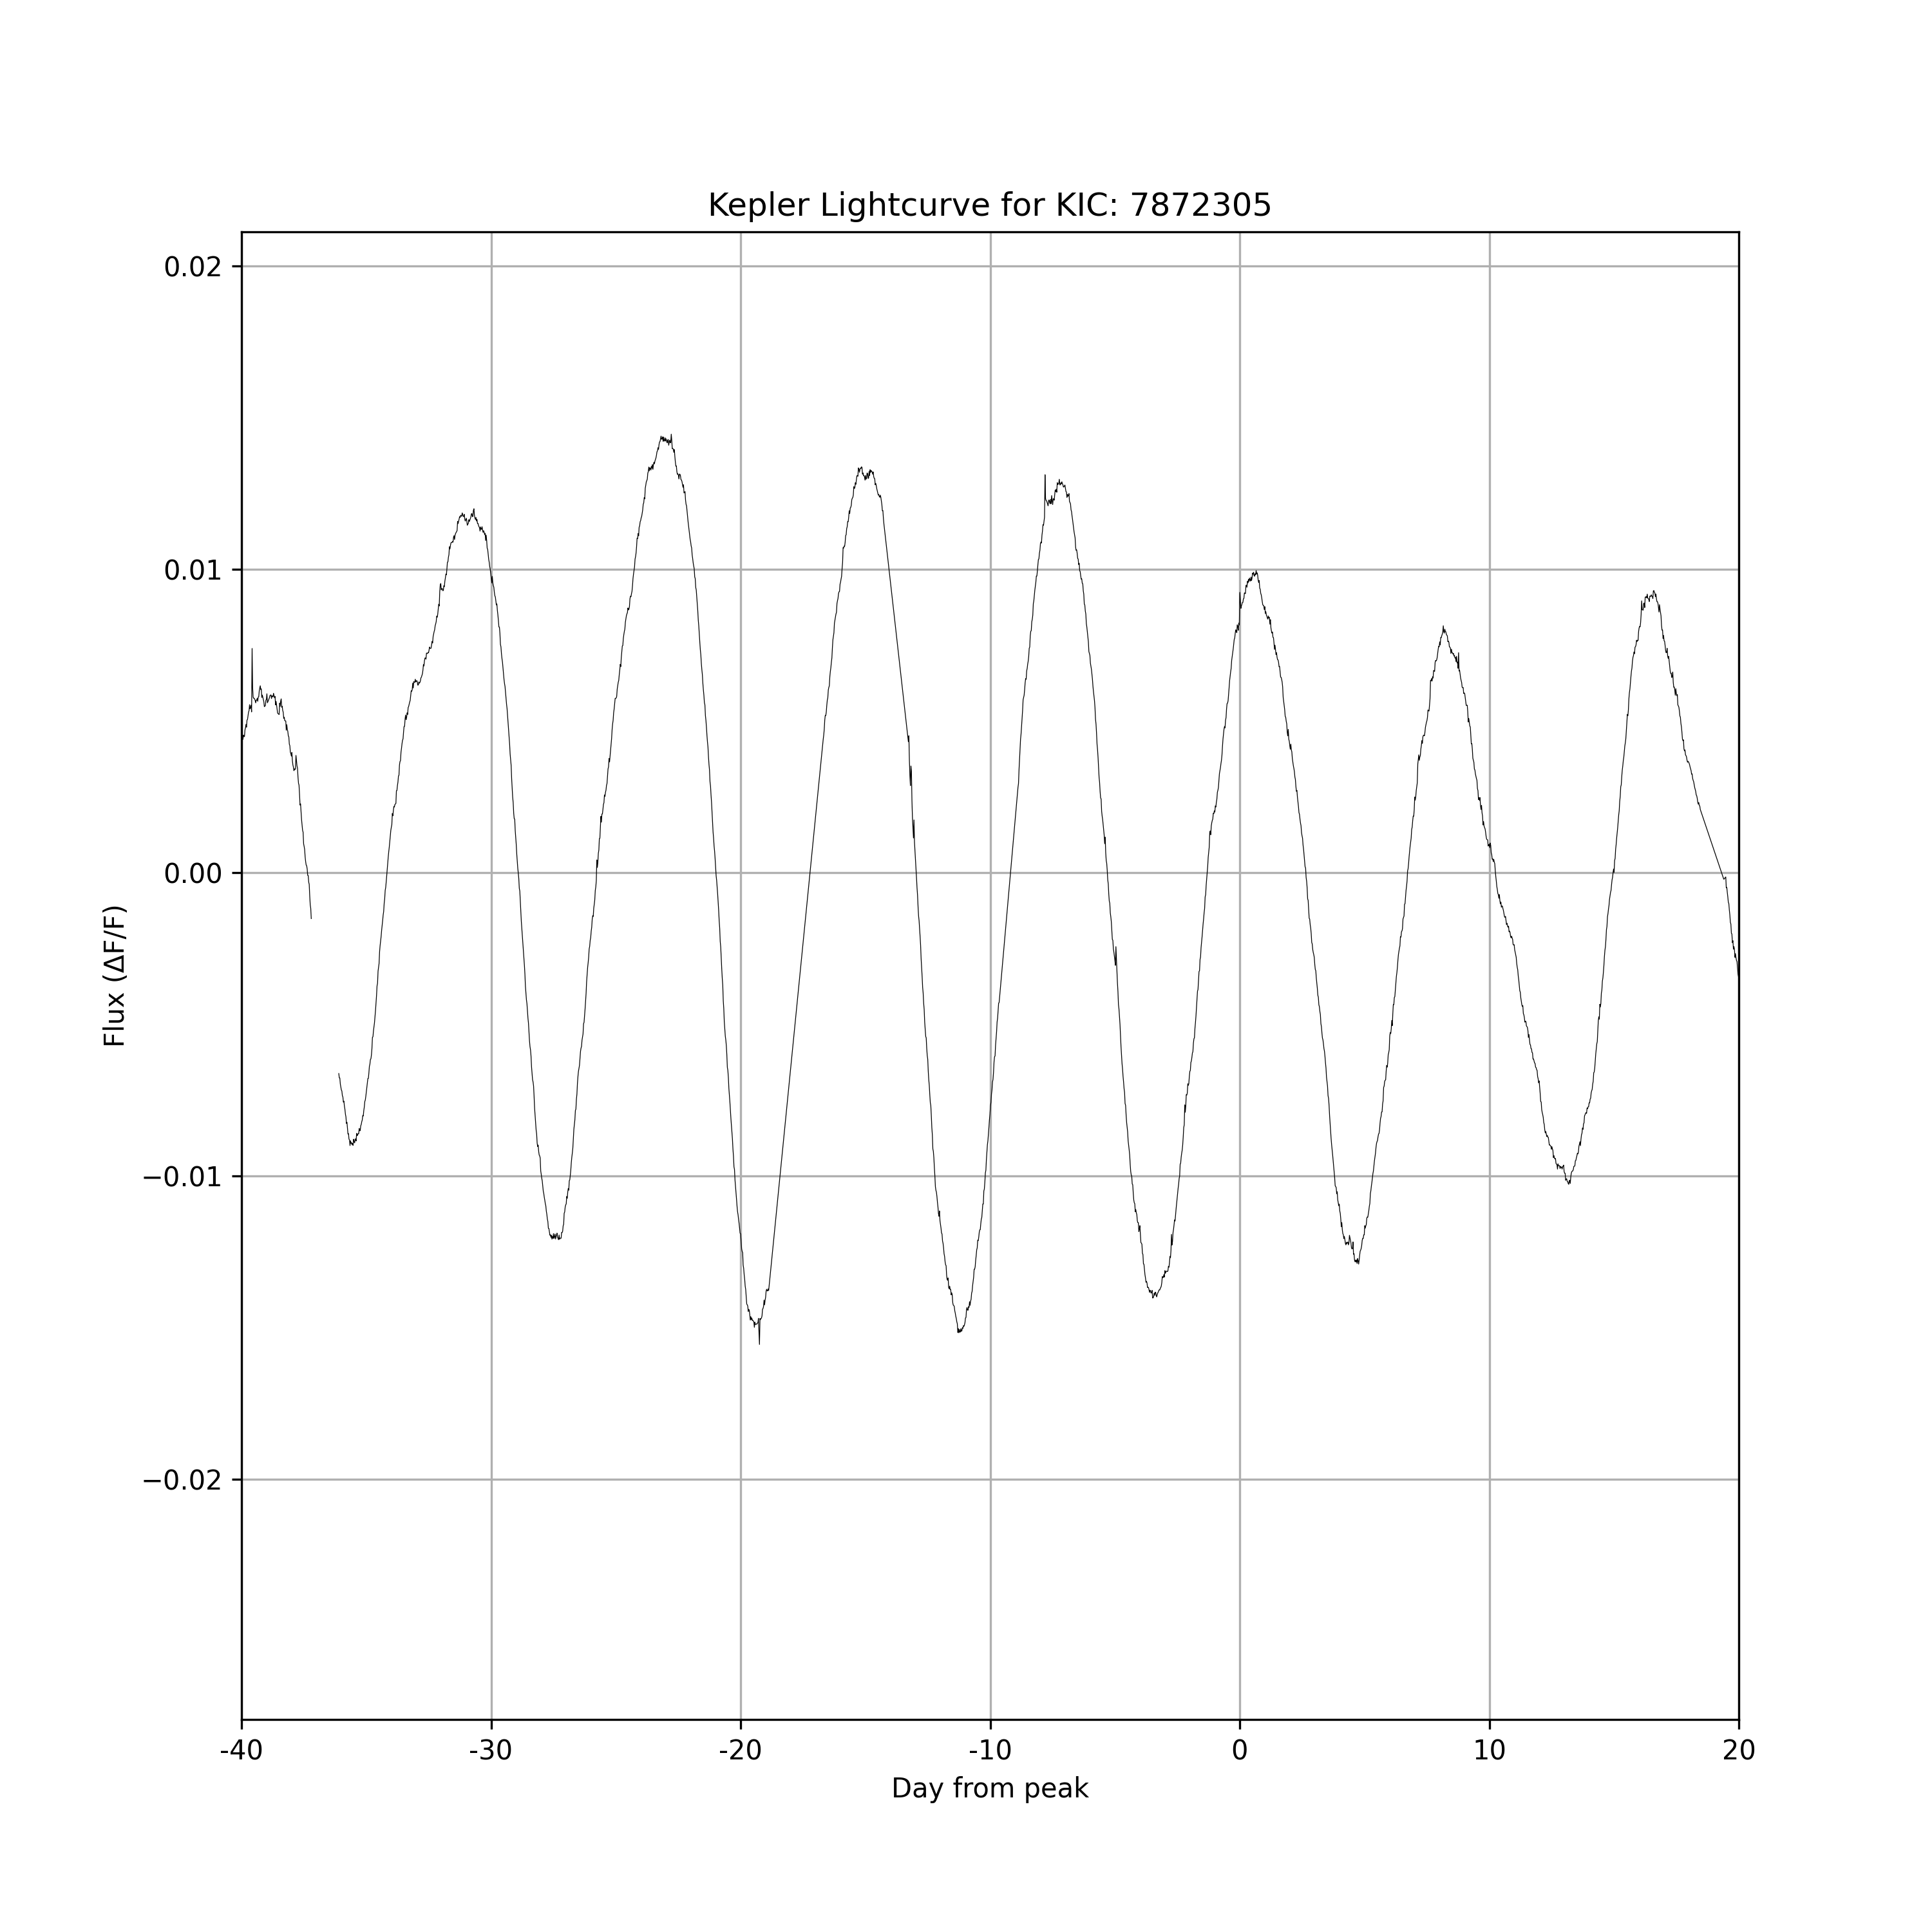 Kepler Lightcurve for KIC: 7872305
0.02
0.01
0.00
−0.01
−0.02
Flux (ΔF/F)
-40 -30 -20 -10 0 10 20
Day from peak